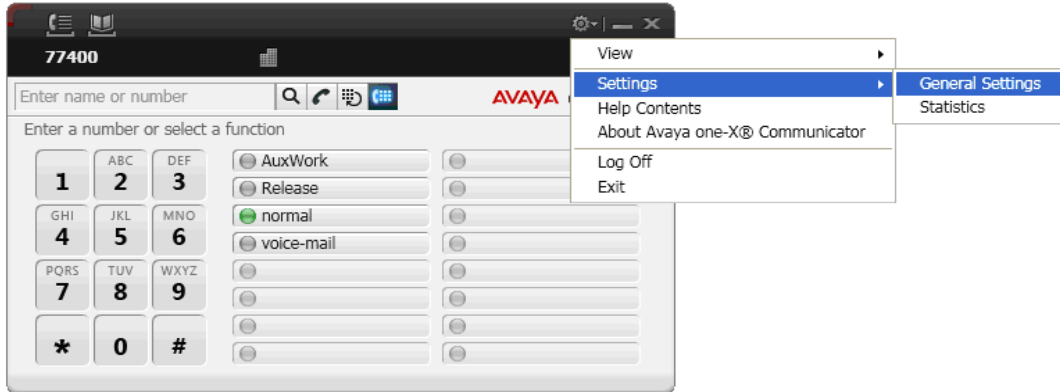 77400
View
Settings
General Settings
Statistics
Help Contents
About Avaya one-X® Communicator
Log Off
Exit
Enter name or number
AVAYA
Enter a number or select a function
1
ABC
2
DEF
3
GHI
4
JKL
5
MNO
6
PQRS
7
TUV
8
WXYZ
9
*
0
#
AuxWork
Release
normal
voice-mail